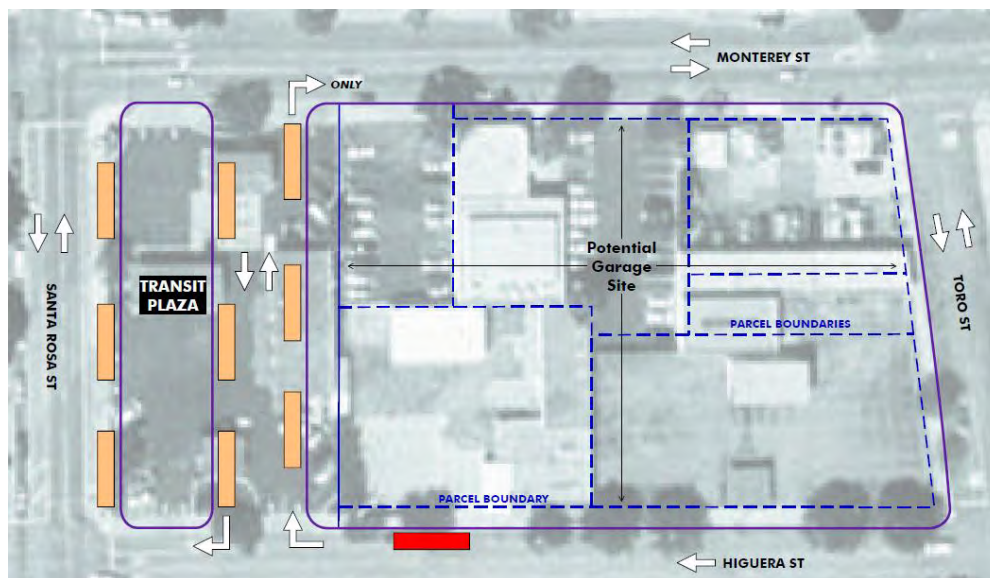 MONTEREY ST
ONLY
Potential
Garage
Site
TRANSIT
PLAZA
SANTA ROSA ST
TORO ST
PARCEL BOUNDARIES
PARCEL BOUNDARY
HIGUERA ST